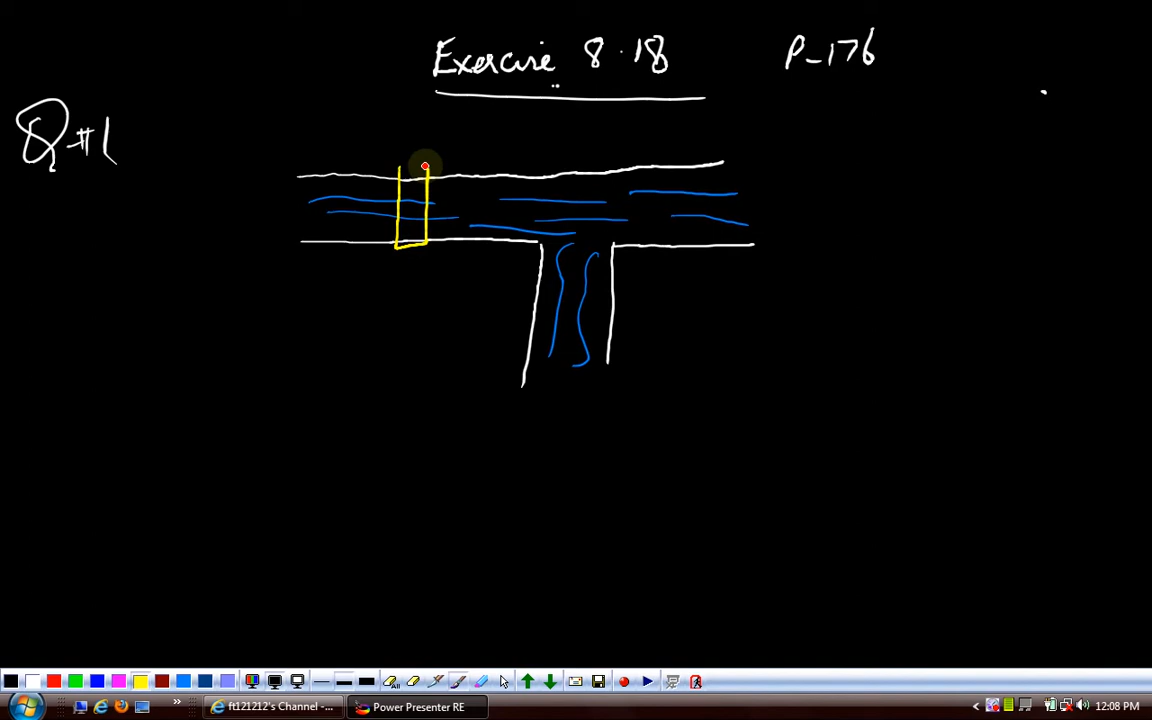 Exercise 8.18 P-176
Q#1
ft121212's Channel -...
Power Presenter RE
12:08 PM